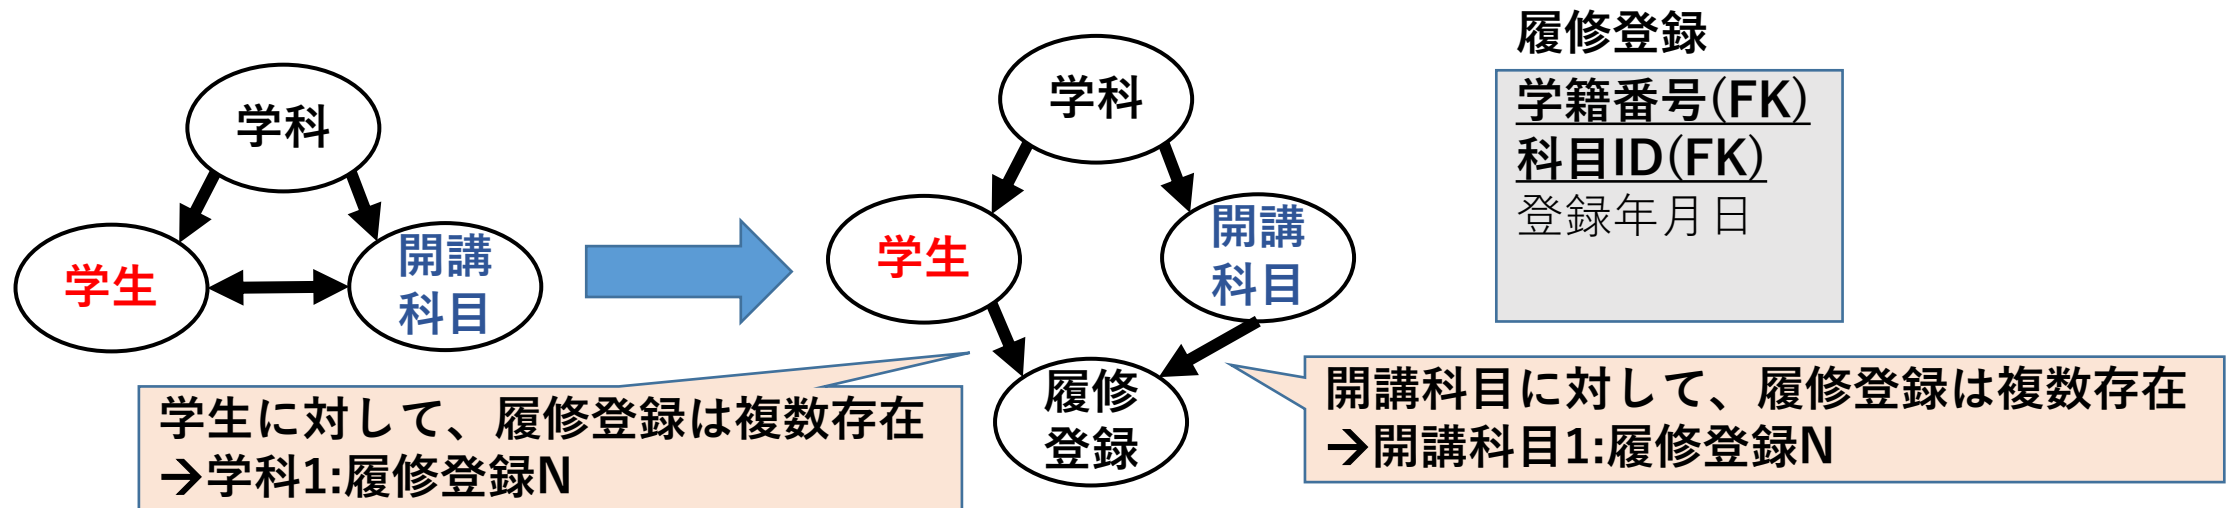 学科
学生
開講
科目
学科
学生
開講
科目
履修
登録
履修登録
学籍番号(FK)
科目ID(FK)
登録年月日
学生に対して、履修登録は複数存在
→学科1:履修登録N
開講科目に対して、履修登録は複数存在
→開講科目1:履修登録N